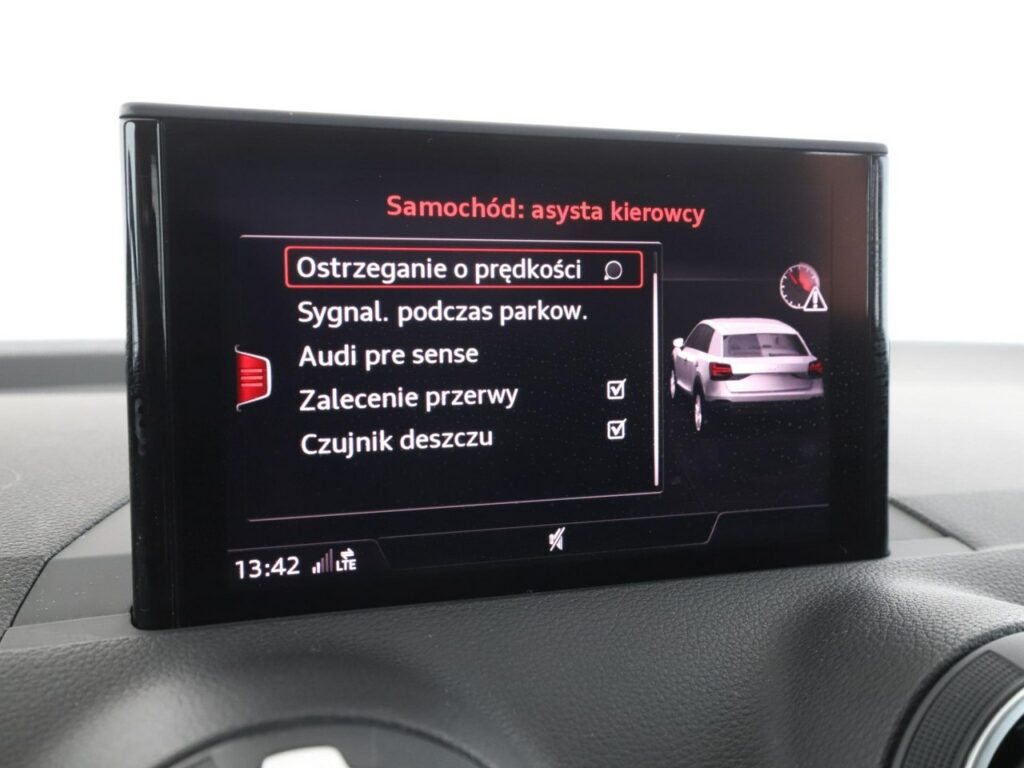 Samochód: asysta kierowcy
Ostrzeganie o prędkości
Sygnal. podczas parkow.
Audi pre sense
Zalecenie przerwy
Czujnik deszczu
13:42 LTE